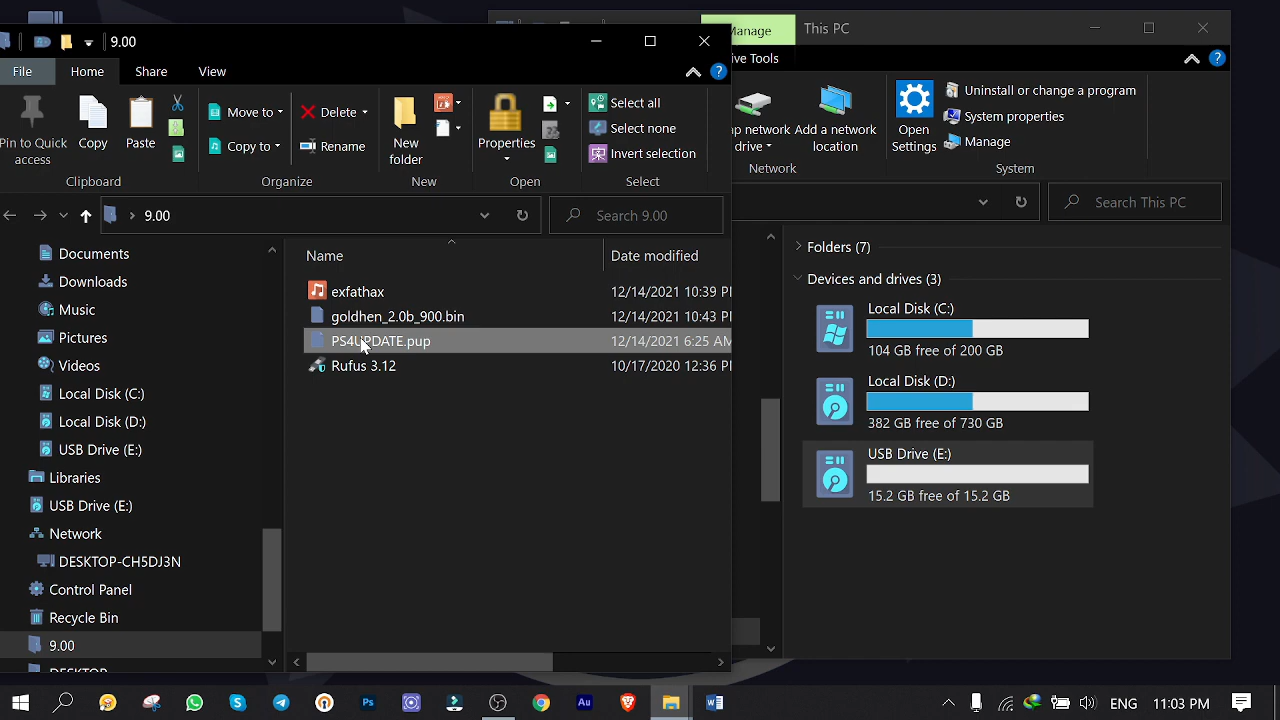 9.00
File
Home
Share
View
Pin to Quick access
Copy
Paste
Clipboard
Move to
Copy to
Delete
Rename
Organize
New folder
New
Properties
Open
Select all
Select none
Invert selection
Select
9.00
Search 9.00
Documents
Downloads
Music
Pictures
Videos
Local Disk (C:)
Local Disk (D:)
USB Drive (E:)
Libraries
USB Drive (E:)
Network
DESKTOP-CH5DJ3N
Control Panel
Recycle Bin
9.00
Name
Date modified
exfathax 12/14/2021 10:39 P
goldhen_2.0b_900.bin 12/14/2021 10:43 P
PS4UPDATE.pup 12/14/2021 6:25 AM
Rufus 3.12 10/17/2020 12:36 P
Manage
This PC
ive Tools
p network drive
Add a network location
Network
Open Settings
Uninstall or change a program
System properties
Manage
System
Search This PC
Folders (7)
Devices and drives (3)
Local Disk (C:)
104 GB free of 200 GB
Local Disk (D:)
382 GB free of 730 GB
USB Drive (E:)
15.2 GB free of 15.2 GB
Ps
Au
ENG
11:03 PM